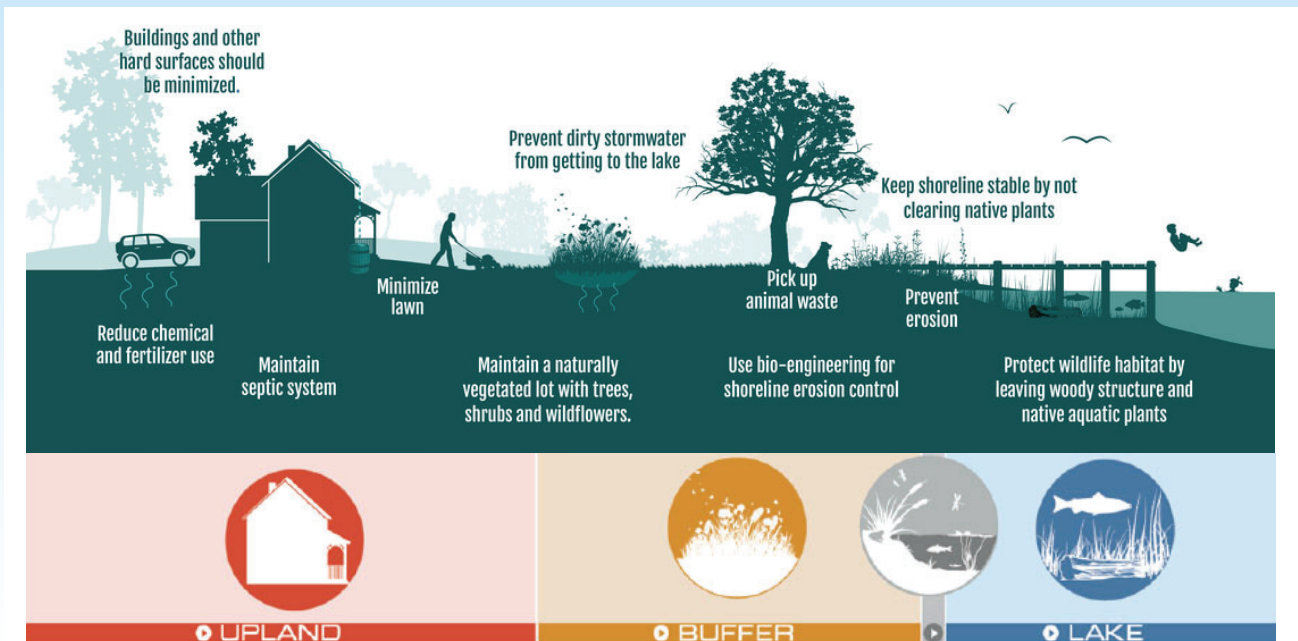 Buildings and other
hard surfaces should
be minimized.
Prevent dirty stormwater
from getting to the lake
Keep shoreline stable by not
clearing native plants
Minimize
lawn
Pick up
animal waste
Prevent
erosion
Reduce chemical
and fertilizer use
Maintain
septic system
Maintain a naturally
vegetated lot with trees,
shrubs and wildflowers.
Use bio-engineering for
shoreline erosion control
Protect wildlife habitat by
leaving woody structure and
native aquatic plants
UPLAND
BUFFER
LAKE